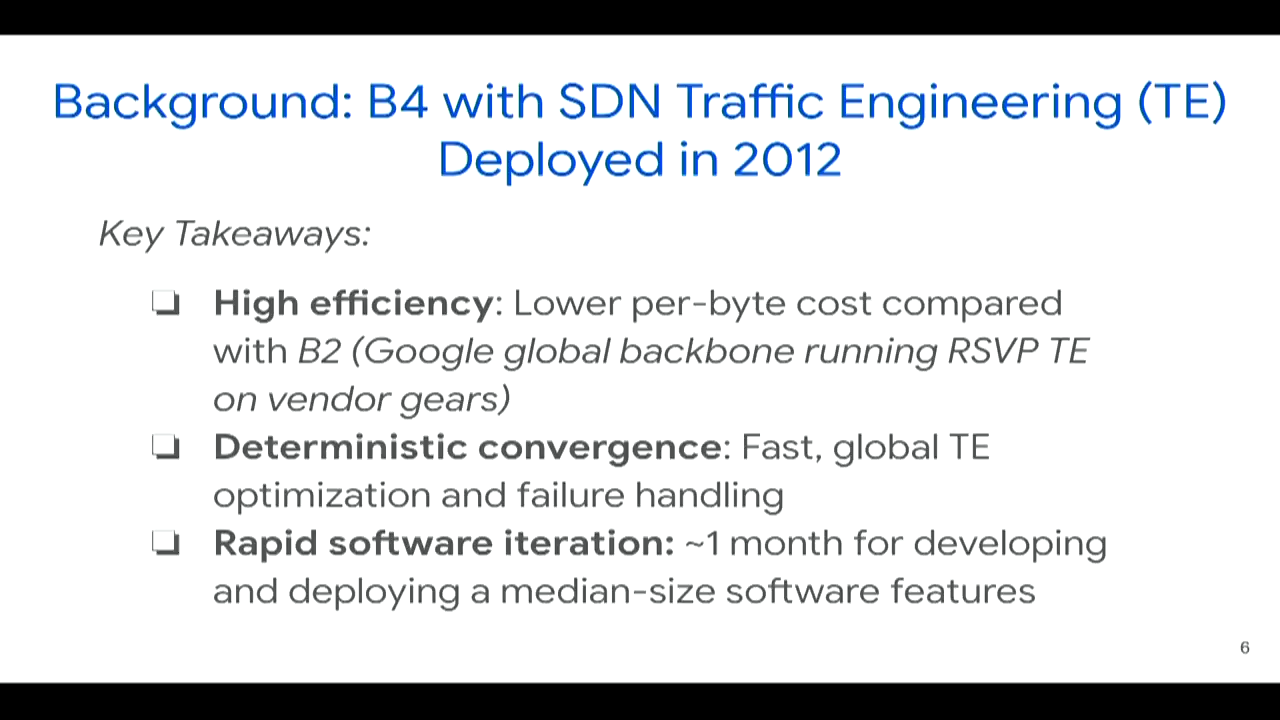 Background: B4 with SDN Traffic Engineering (TE)
Deployed in 2012
Key Takeaways:
❏ High efficiency: Lower per-byte cost compared
with B2 (Google global backbone running RSVP TE
on vendor gears)
❏ Deterministic convergence: Fast, global TE
optimization and failure handling
❏ Rapid software iteration: ~1 month for developing
and deploying a median-size software features
6